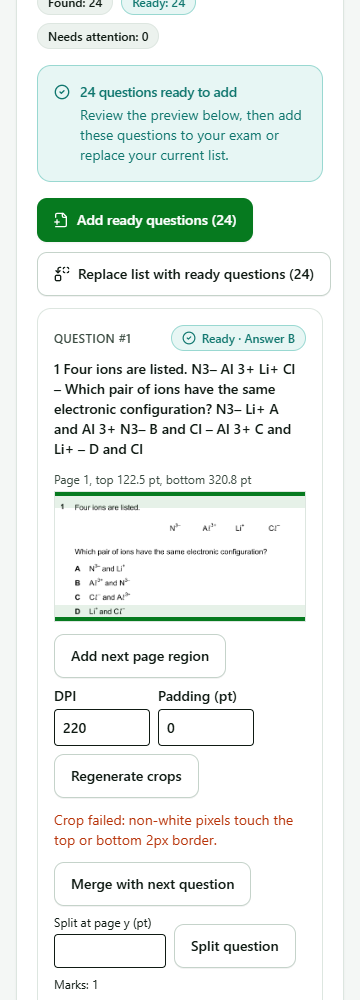 Found: 24
Ready: 24
Needs attention: 0
24 questions ready to add
Review the preview below, then add
these questions to your exam or
replace your current list.
Add ready questions (24)
Replace list with ready questions (24)
QUESTION #1
Ready · Answer B
1 Four ions are listed. N3– Al 3+ Li+ Cl
– Which pair of ions have the same
electronic configuration? N3– Li+ A
and Al 3+ N3– B and Cl – Al 3+ C and
Li+ – D and Cl
Page 1, top 122.5 pt, bottom 320.8 pt
1 Four ions are listed.
N³⁻ Al³⁺ Li⁺ Cl⁻
Which pair of ions have the same electronic configuration?
A N³⁻ and Li⁺
B Al³⁺ and N³⁻
C Cl⁻ and Al³⁺
D Li⁺ and Cl⁻
Add next page region
DPI
Padding (pt)
220
0
Regenerate crops
Crop failed: non-white pixels touch the
top or bottom 2px border.
Merge with next question
Split at page y (pt)
Split question
Marks: 1